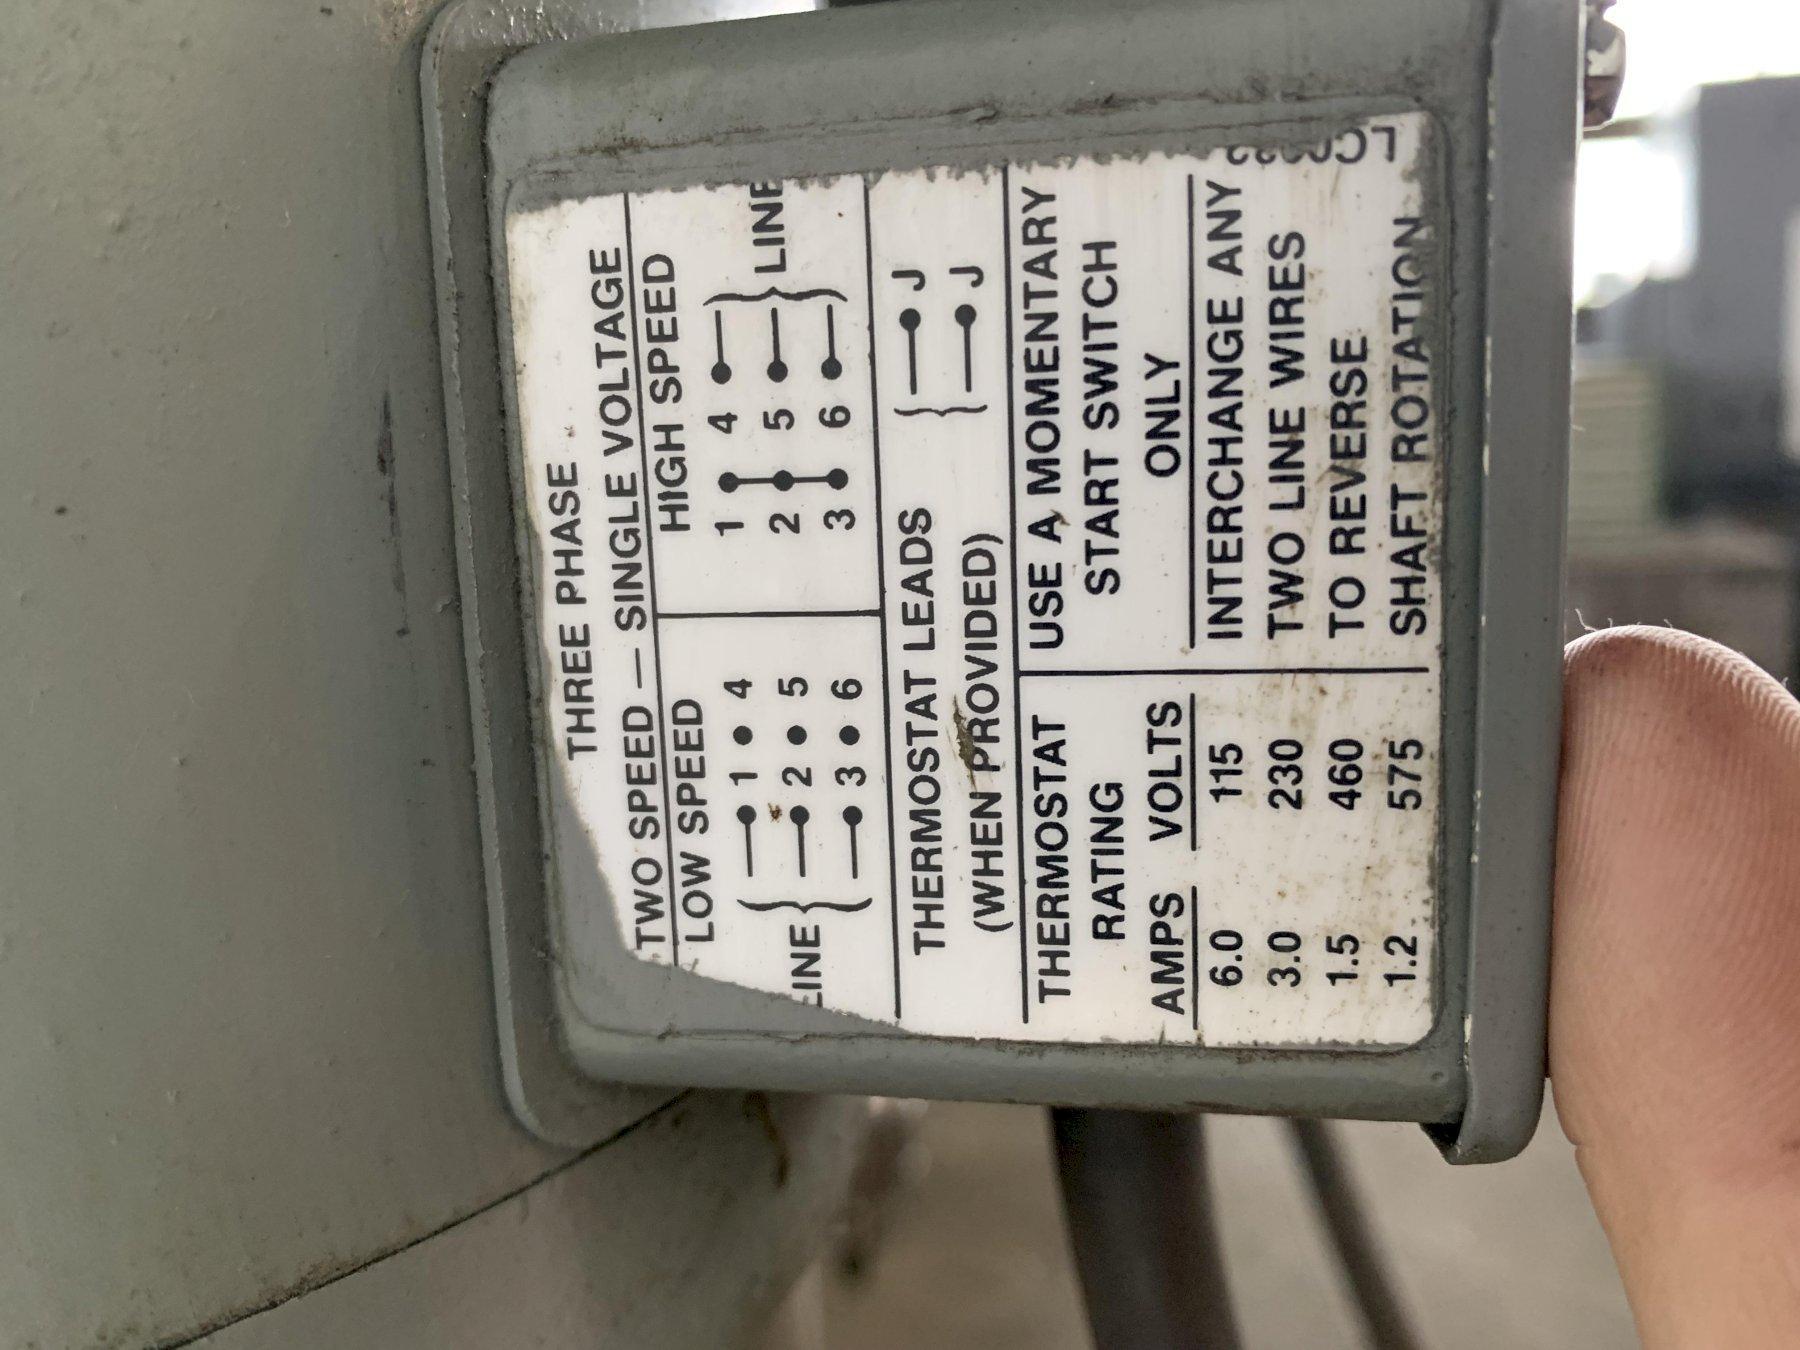 THREE PHASE
TWO SPEED — SINGLE VOLTAGE
LOW SPEED HIGH SPEED
1 4 1 4
LINE 2 5 2 5 LINE
3 6 3 6
THERMOSTAT LEADS J
(WHEN PROVIDED) J
THERMOSTAT
RATING
AMPS VOLTS
6.0 115
3.0 230
1.5 460
1.2 575
USE A MOMENTARY
START SWITCH
ONLY
INTERCHANGE ANY
TWO LINE WIRES
TO REVERSE
SHAFT ROTATION